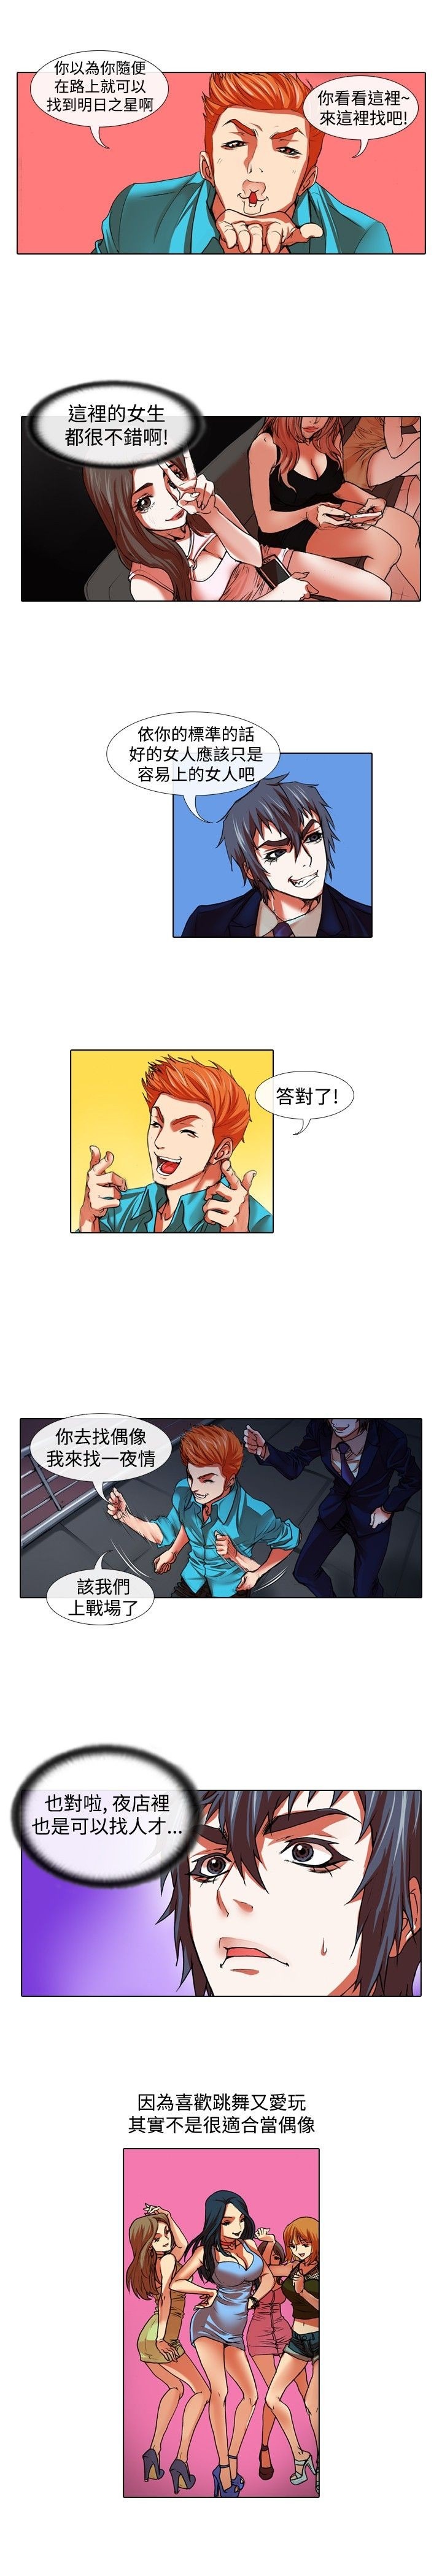 你以為你隨便
在路上就可以
找到明日之星啊
你看看這裡~
來這裡找吧!
這裡的女生
都很不錯啊!
依你的標準的話
好的女人應該只是
容易上的女人吧
答對了!
你去找偶像
我來找一夜情
該我們
上戰場了
也對啦, 夜店裡
也是可以找人才...
因為喜歡跳舞又愛玩
其實不是很適合當偶像